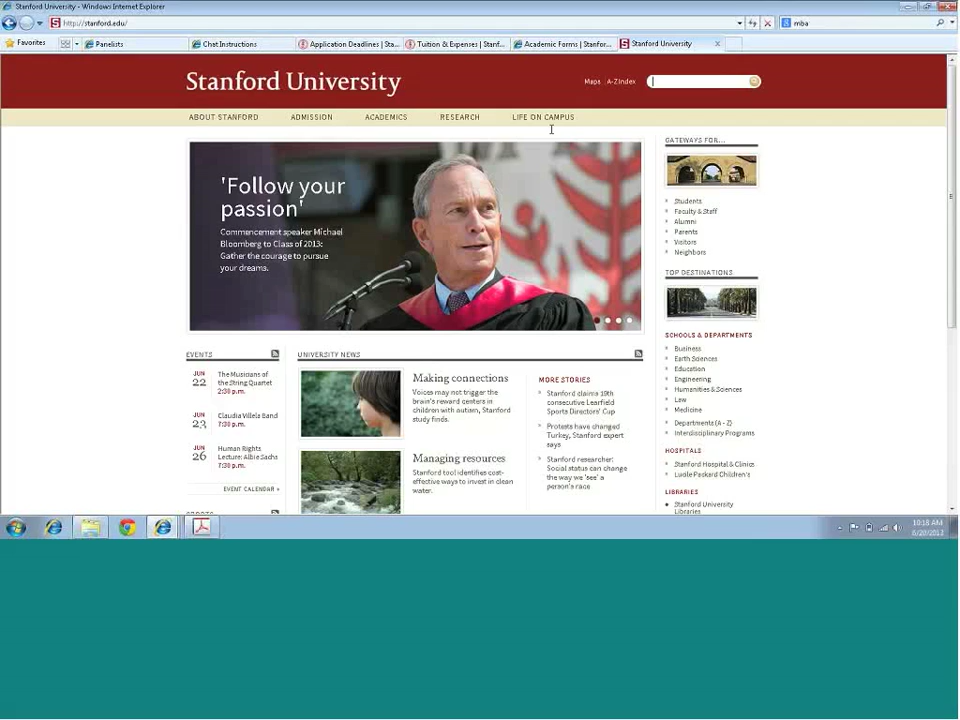 Stanford University - Windows Internet Explorer
http://stanford.edu/
mba
Favorites
Panelists
Chat Instructions
Application Deadlines | Sta...
Tuition & Expenses | Stanf...
Academic Forms | Stanfor...
Stanford University
Stanford University
Maps
A-Z Index
ABOUT STANFORD
ADMISSION
ACADEMICS
RESEARCH
LIFE ON CAMPUS
'Follow your
passion'
Commencement speaker Michael
Bloomberg to Class of 2013:
Gather the courage to pursue
your dreams.
GATEWAYS FOR...
Students
Faculty & Staff
Alumni
Parents
Visitors
Neighbors
TOP DESTINATIONS
SCHOOLS & DEPARTMENTS
Business
Earth Sciences
Education
Engineering
Humanities & Sciences
Law
Medicine
Departments (A - Z)
Interdisciplinary Programs
HOSPITALS
Stanford Hospital & Clinics
Lucile Packard Children's
LIBRARIES
Stanford University
Libraries
EVENTS
JUN
22
The Musicians of
the String Quartet
2:30 p.m.
JUN
23
Claudia Villela Band
7:30 p.m.
JUN
26
Human Rights
Lecture: Albie Sachs
7:30 p.m.
EVENT CALENDAR »
UNIVERSITY NEWS
Making connections
Voices may not trigger the
brain's reward centers in
children with autism, Stanford
study finds.
Managing resources
Stanford tool identifies cost-
effective ways to invest in clean
water.
MORE STORIES
Stanford claims 19th
consecutive Learfield
Sports Directors' Cup
Protests have changed
Turkey, Stanford expert
says
Stanford researcher:
Social status can change
the way we 'see' a
person's race
10:18 AM
6/20/2013